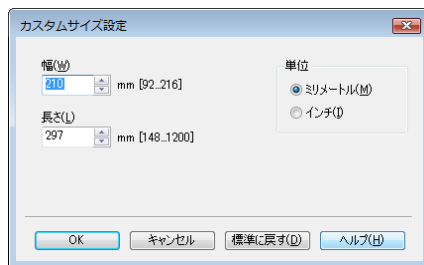 カスタムサイズ設定
幅(W)
210 mm [92...216]
長さ(L)
297 mm [148...1200]
単位
ミリメートル(M)
インチ(I)
OK キャンセル 標準に戻す(D) ヘルプ(H)